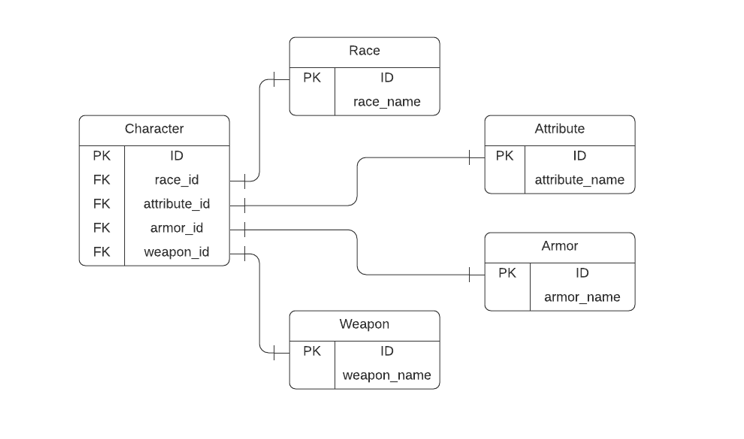 Race
PK ID
race_name
Character
PK ID
FK race_id
FK attribute_id
FK armor_id
FK weapon_id
Attribute
PK ID
attribute_name
Armor
PK ID
armor_name
Weapon
PK ID
weapon_name